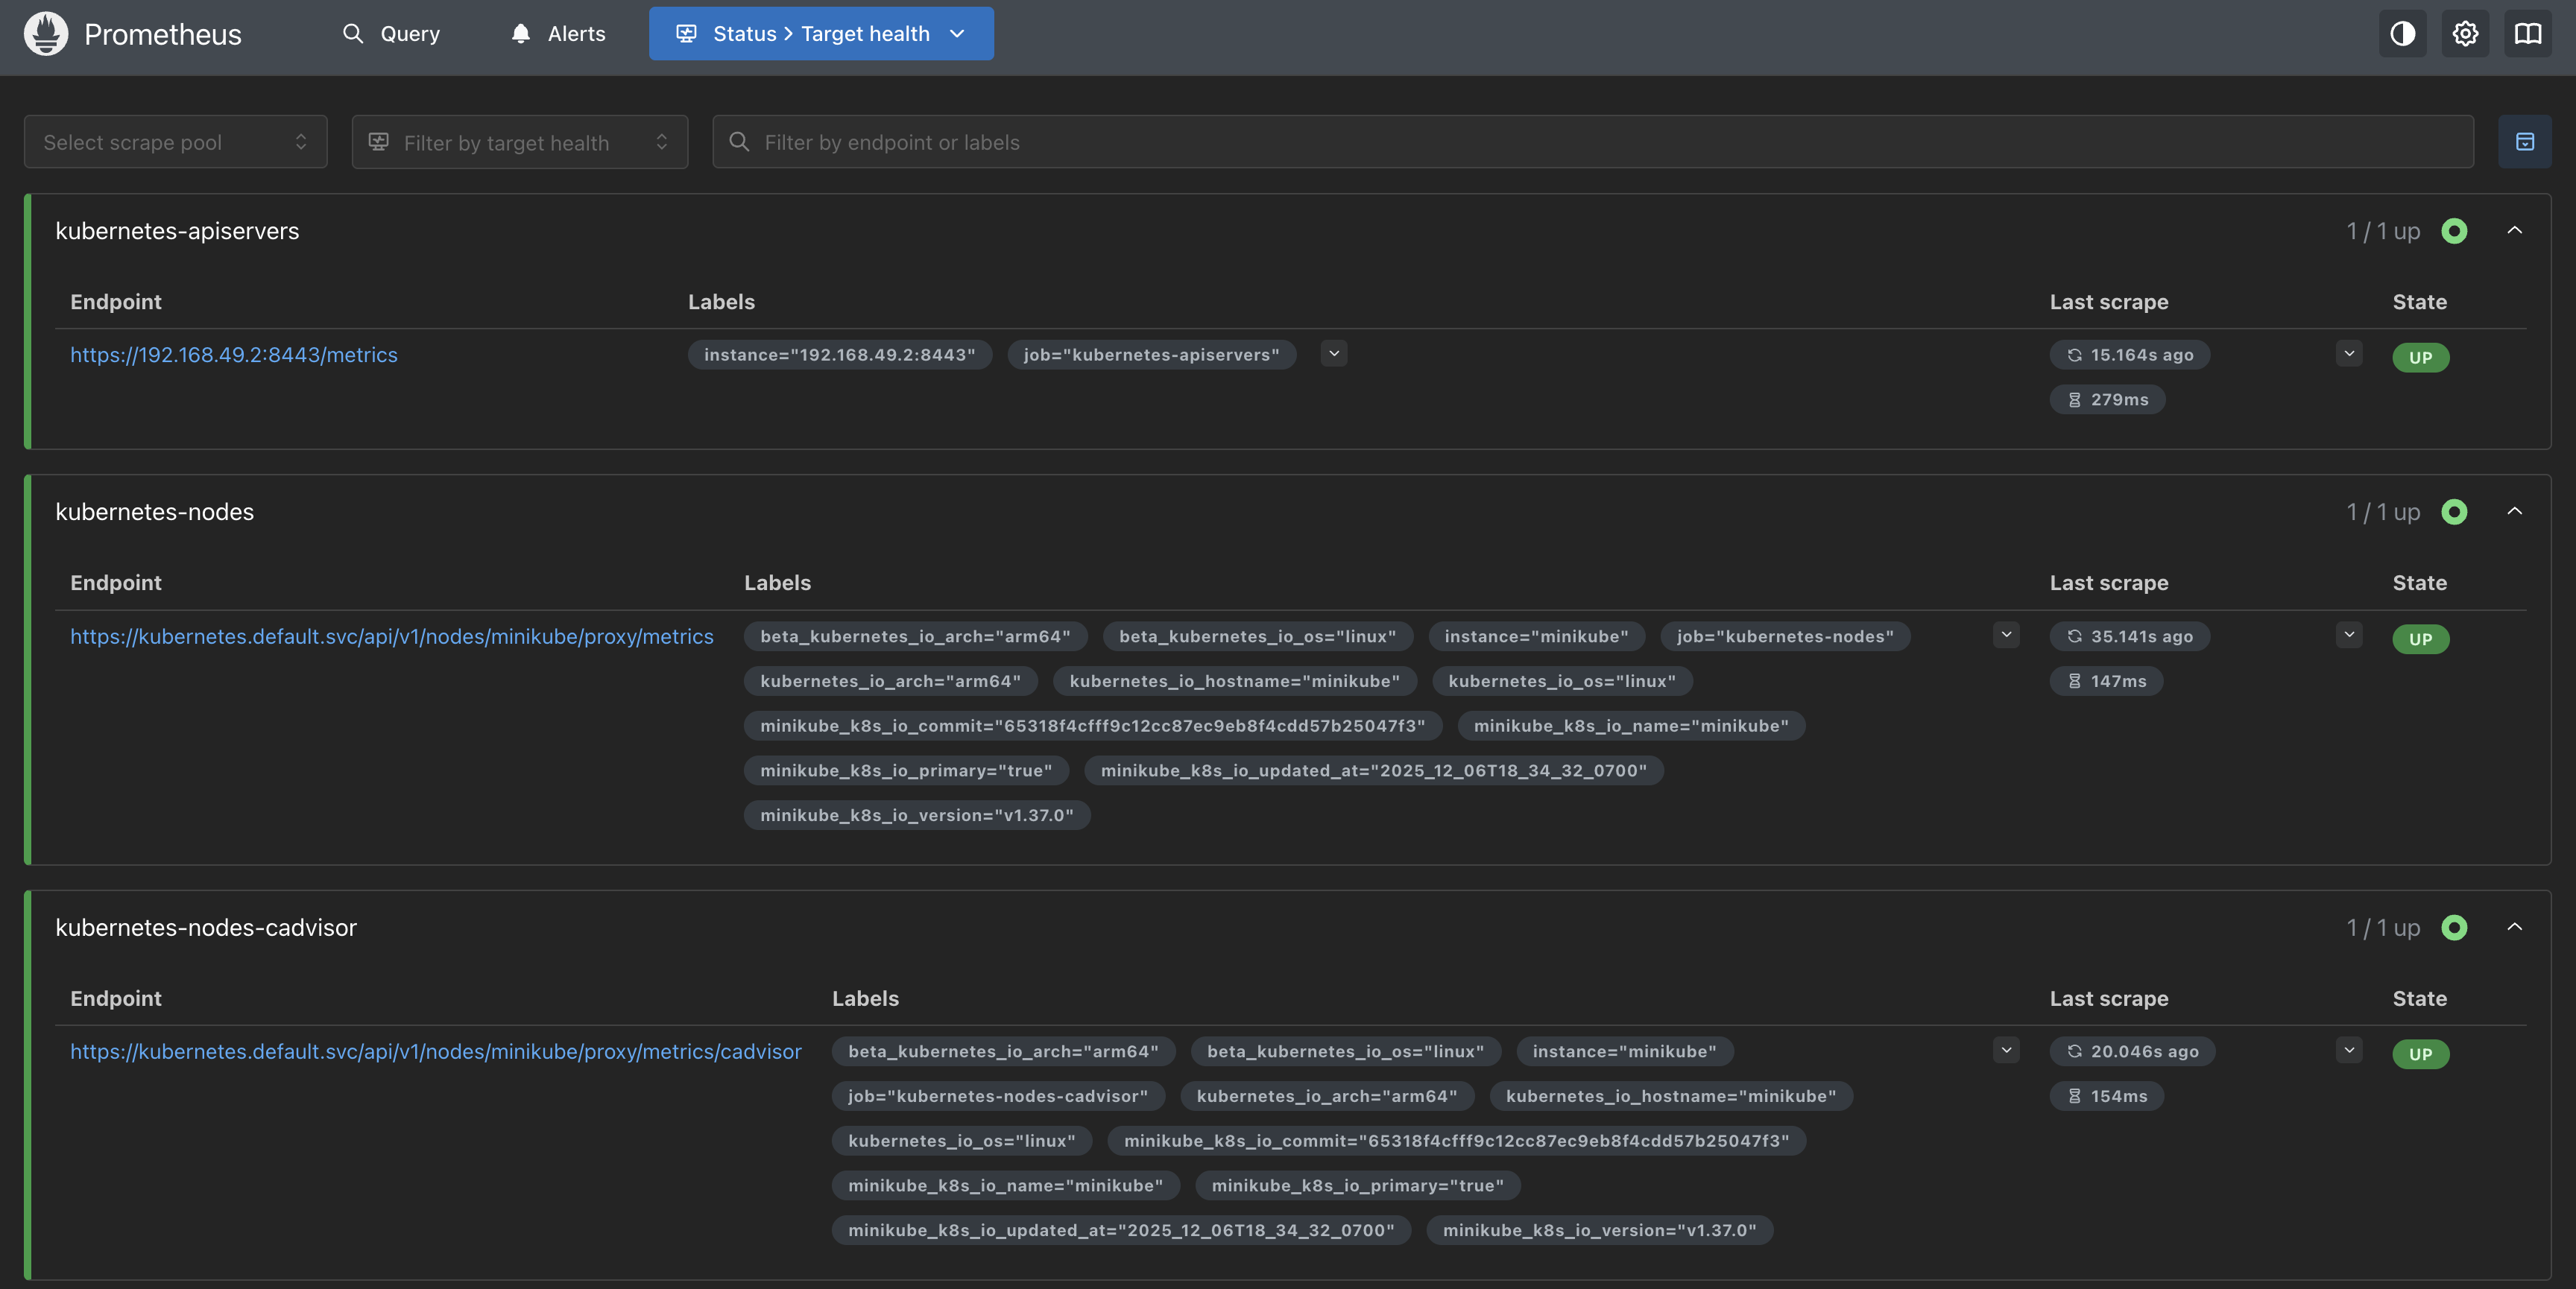 Prometheus Query Alerts Status > Target health
Select scrape pool Filter by target health Filter by endpoint or labels
kubernetes-apiservers 1 / 1 up
Endpoint Labels Last scrape State
https://192.168.49.2:8443/metrics instance="192.168.49.2:8443" job="kubernetes-apiservers" 15.164s ago UP
279ms
kubernetes-nodes 1 / 1 up
Endpoint Labels Last scrape State
https://kubernetes.default.svc/api/v1/nodes/minikube/proxy/metrics beta_kubernetes_io_arch="arm64" beta_kubernetes_io_os="linux" instance="minikube" job="kubernetes-nodes" 35.141s ago UP
kubernetes_io_arch="arm64" kubernetes_io_hostname="minikube" kubernetes_io_os="linux" 147ms
minikube_k8s_io_commit="65318f4cfff9c12cc87ec9eb8f4cdd57b25047f3" minikube_k8s_io_name="minikube"
minikube_k8s_io_primary="true" minikube_k8s_io_updated_at="2025_12_06T18_34_32_0700"
minikube_k8s_io_version="v1.37.0"
kubernetes-nodes-cadvisor 1 / 1 up
Endpoint Labels Last scrape State
https://kubernetes.default.svc/api/v1/nodes/minikube/proxy/metrics/cadvisor beta_kubernetes_io_arch="arm64" beta_kubernetes_io_os="linux" instance="minikube" 20.046s ago UP
job="kubernetes-nodes-cadvisor" kubernetes_io_arch="arm64" kubernetes_io_hostname="minikube" 154ms
kubernetes_io_os="linux" minikube_k8s_io_commit="65318f4cfff9c12cc87ec9eb8f4cdd57b25047f3"
minikube_k8s_io_name="minikube" minikube_k8s_io_primary="true"
minikube_k8s_io_updated_at="2025_12_06T18_34_32_0700" minikube_k8s_io_version="v1.37.0"